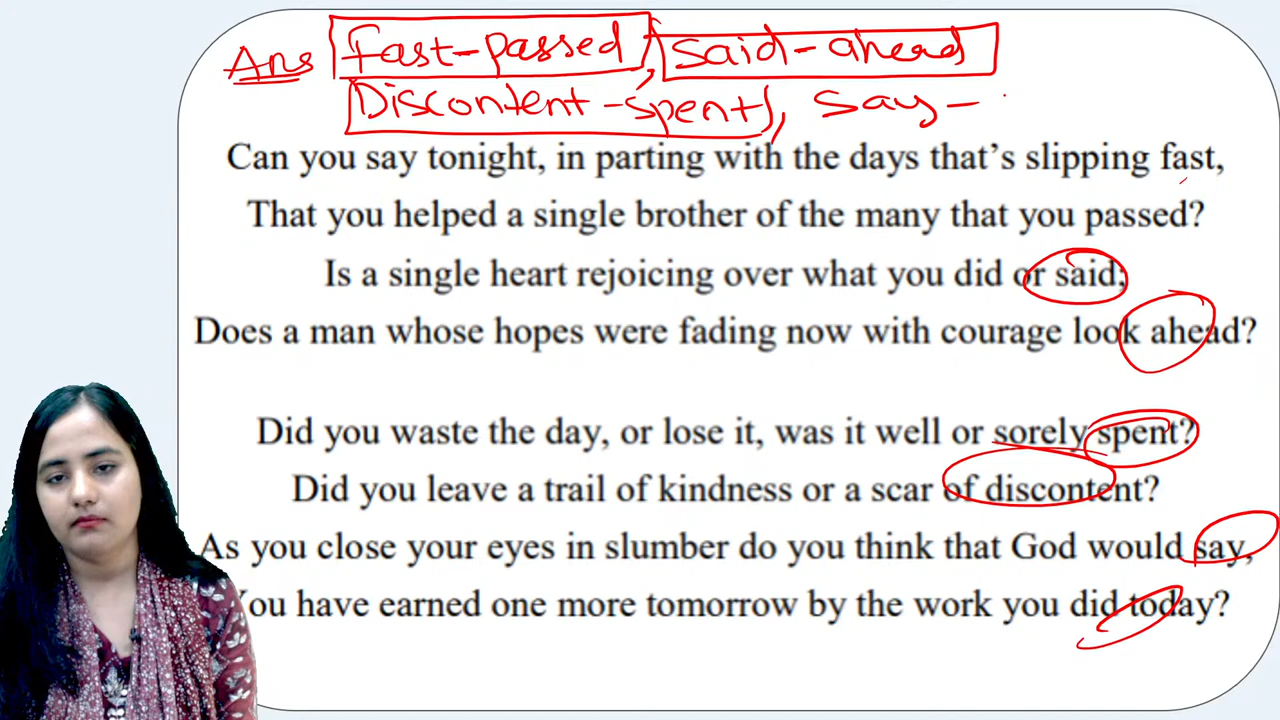 Ans fast-passed, said-ahead
Discontent-spent, say-
Can you say tonight, in parting with the days that's slipping fast,
That you helped a single brother of the many that you passed?
Is a single heart rejoicing over what you did or said;
Does a man whose hopes were fading now with courage look ahead?
Did you waste the day, or lose it, was it well or sorely spent?
Did you leave a trail of kindness or a scar of discontent?
As you close your eyes in slumber do you think that God would say,
You have earned one more tomorrow by the work you did today?